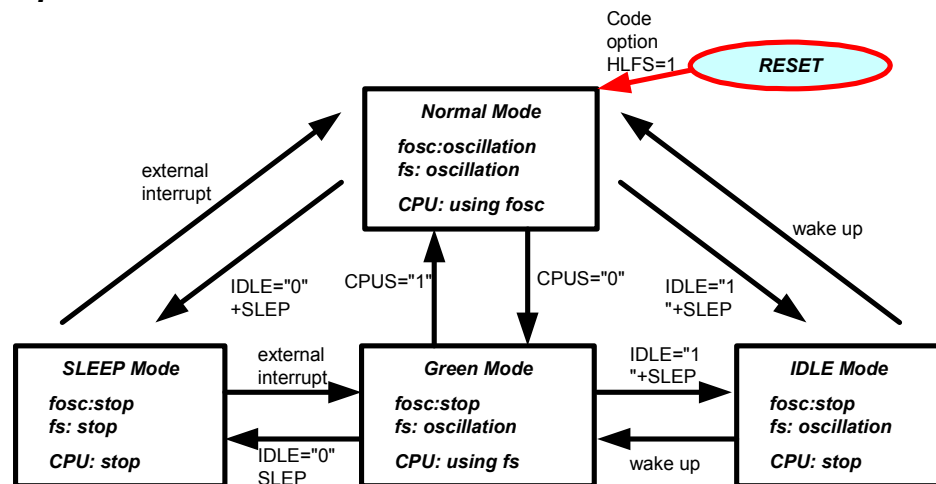 Code
option
HLFS=1
RESET
Normal Mode
fosc:oscillation
fs: oscillation
CPU: using fosc
external
interrupt
wake up
IDLE="0"
+SLEP
CPUS="1"
CPUS="0"
IDLE="1
"+SLEP
SLEEP Mode
fosc:stop
fs: stop
CPU: stop
external
interrupt
IDLE="0"
SLEP
Green Mode
fosc:stop
fs: oscillation
CPU: using fs
IDLE="1
"+SLEP
wake up
IDLE Mode
fosc:stop
fs: oscillation
CPU: stop